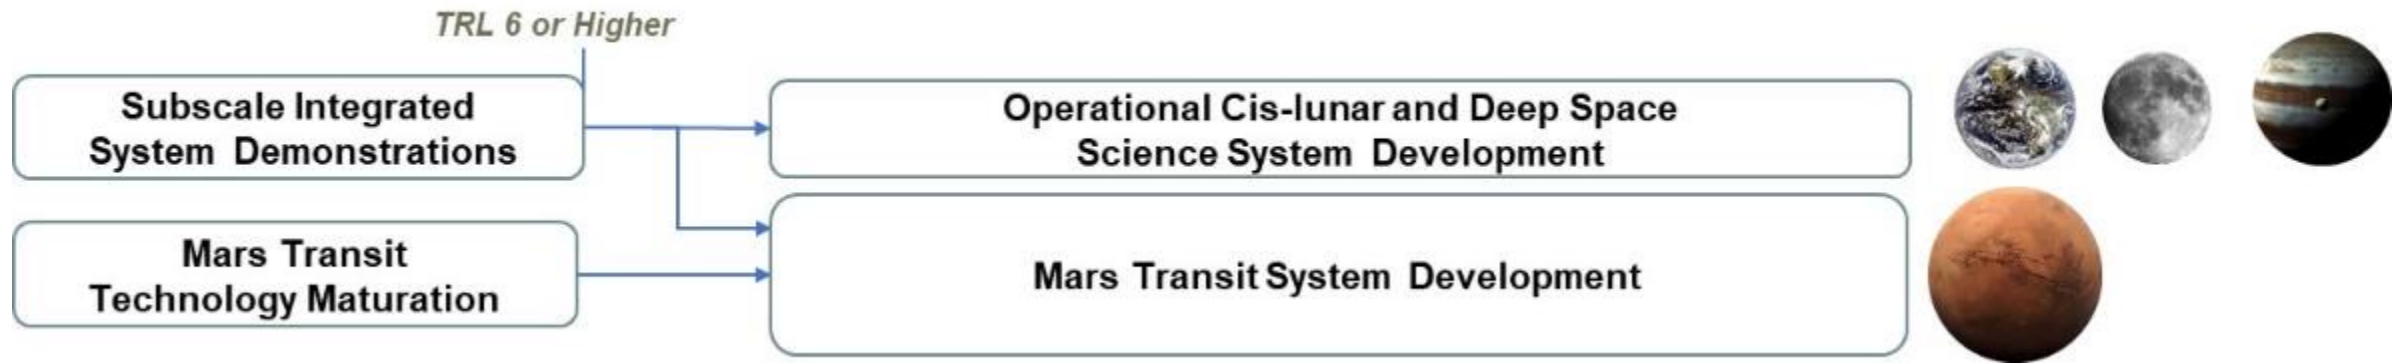 TRL 6 or Higher
Subscale Integrated
System Demonstrations
Operational Cis-lunar and Deep Space
Science System Development
Mars Transit
Technology Maturation
Mars Transit System Development